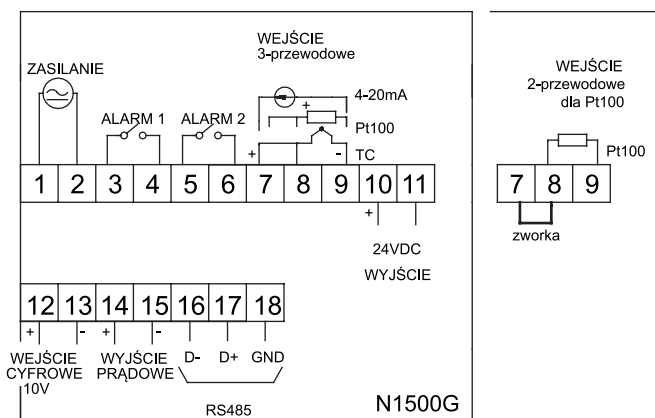 WEJŚCIE
3-przewodowe
ZASILANIE
4-20mA
+
ALARM 1
ALARM 2
Pt100
+
-
TC
1 2 3 4 5 6 7 8 9 10 11
+
24VDC
WYJŚCIE
WEJŚCIE
2-przewodowe
dla Pt100
Pt100
7 8 9
zworka
12 13 14 15 16 17 18
+ - + -
D- D+ GND
WEJŚCIE
CYFROWE
10V
WYJŚCIE
PRĄDOWE
RS485
N1500G